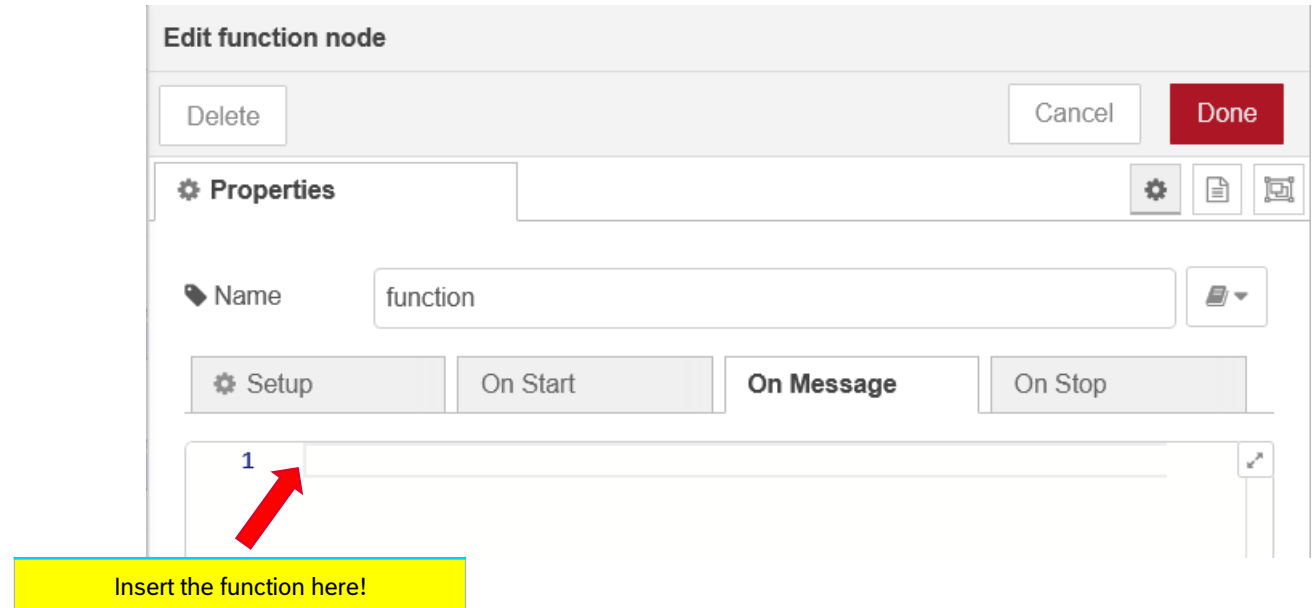 Edit function node
Delete Cancel Done
Properties
Name function
Setup On Start On Message On Stop
1
Insert the function here!